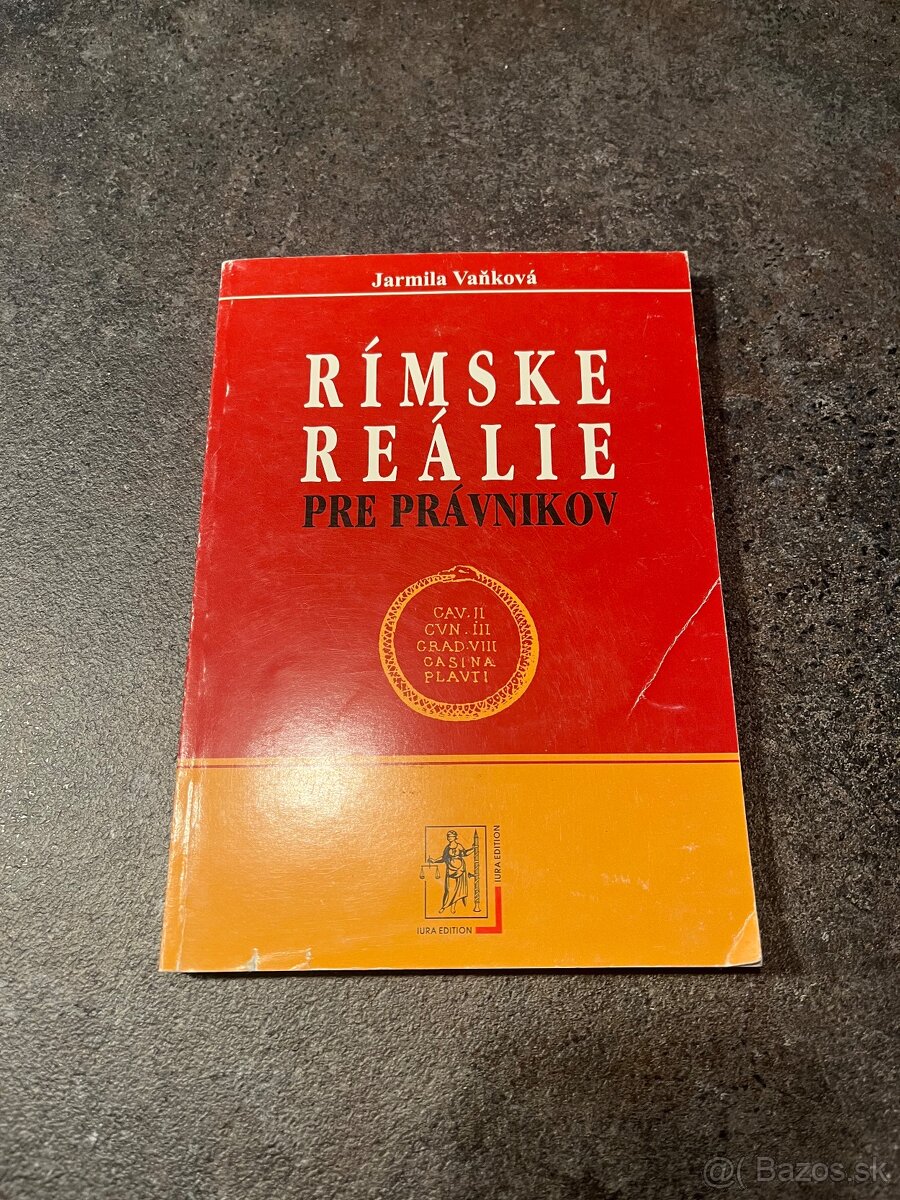 Jarmila Vaňková
RÍMSKE
REÁLIE
PRE PRÁVNIKOV
CAV. II
CVN. III
GRAD. VIII
CASINA
PLAVTI
IURA EDITION
IURA EDITION
@( Bazos.sk